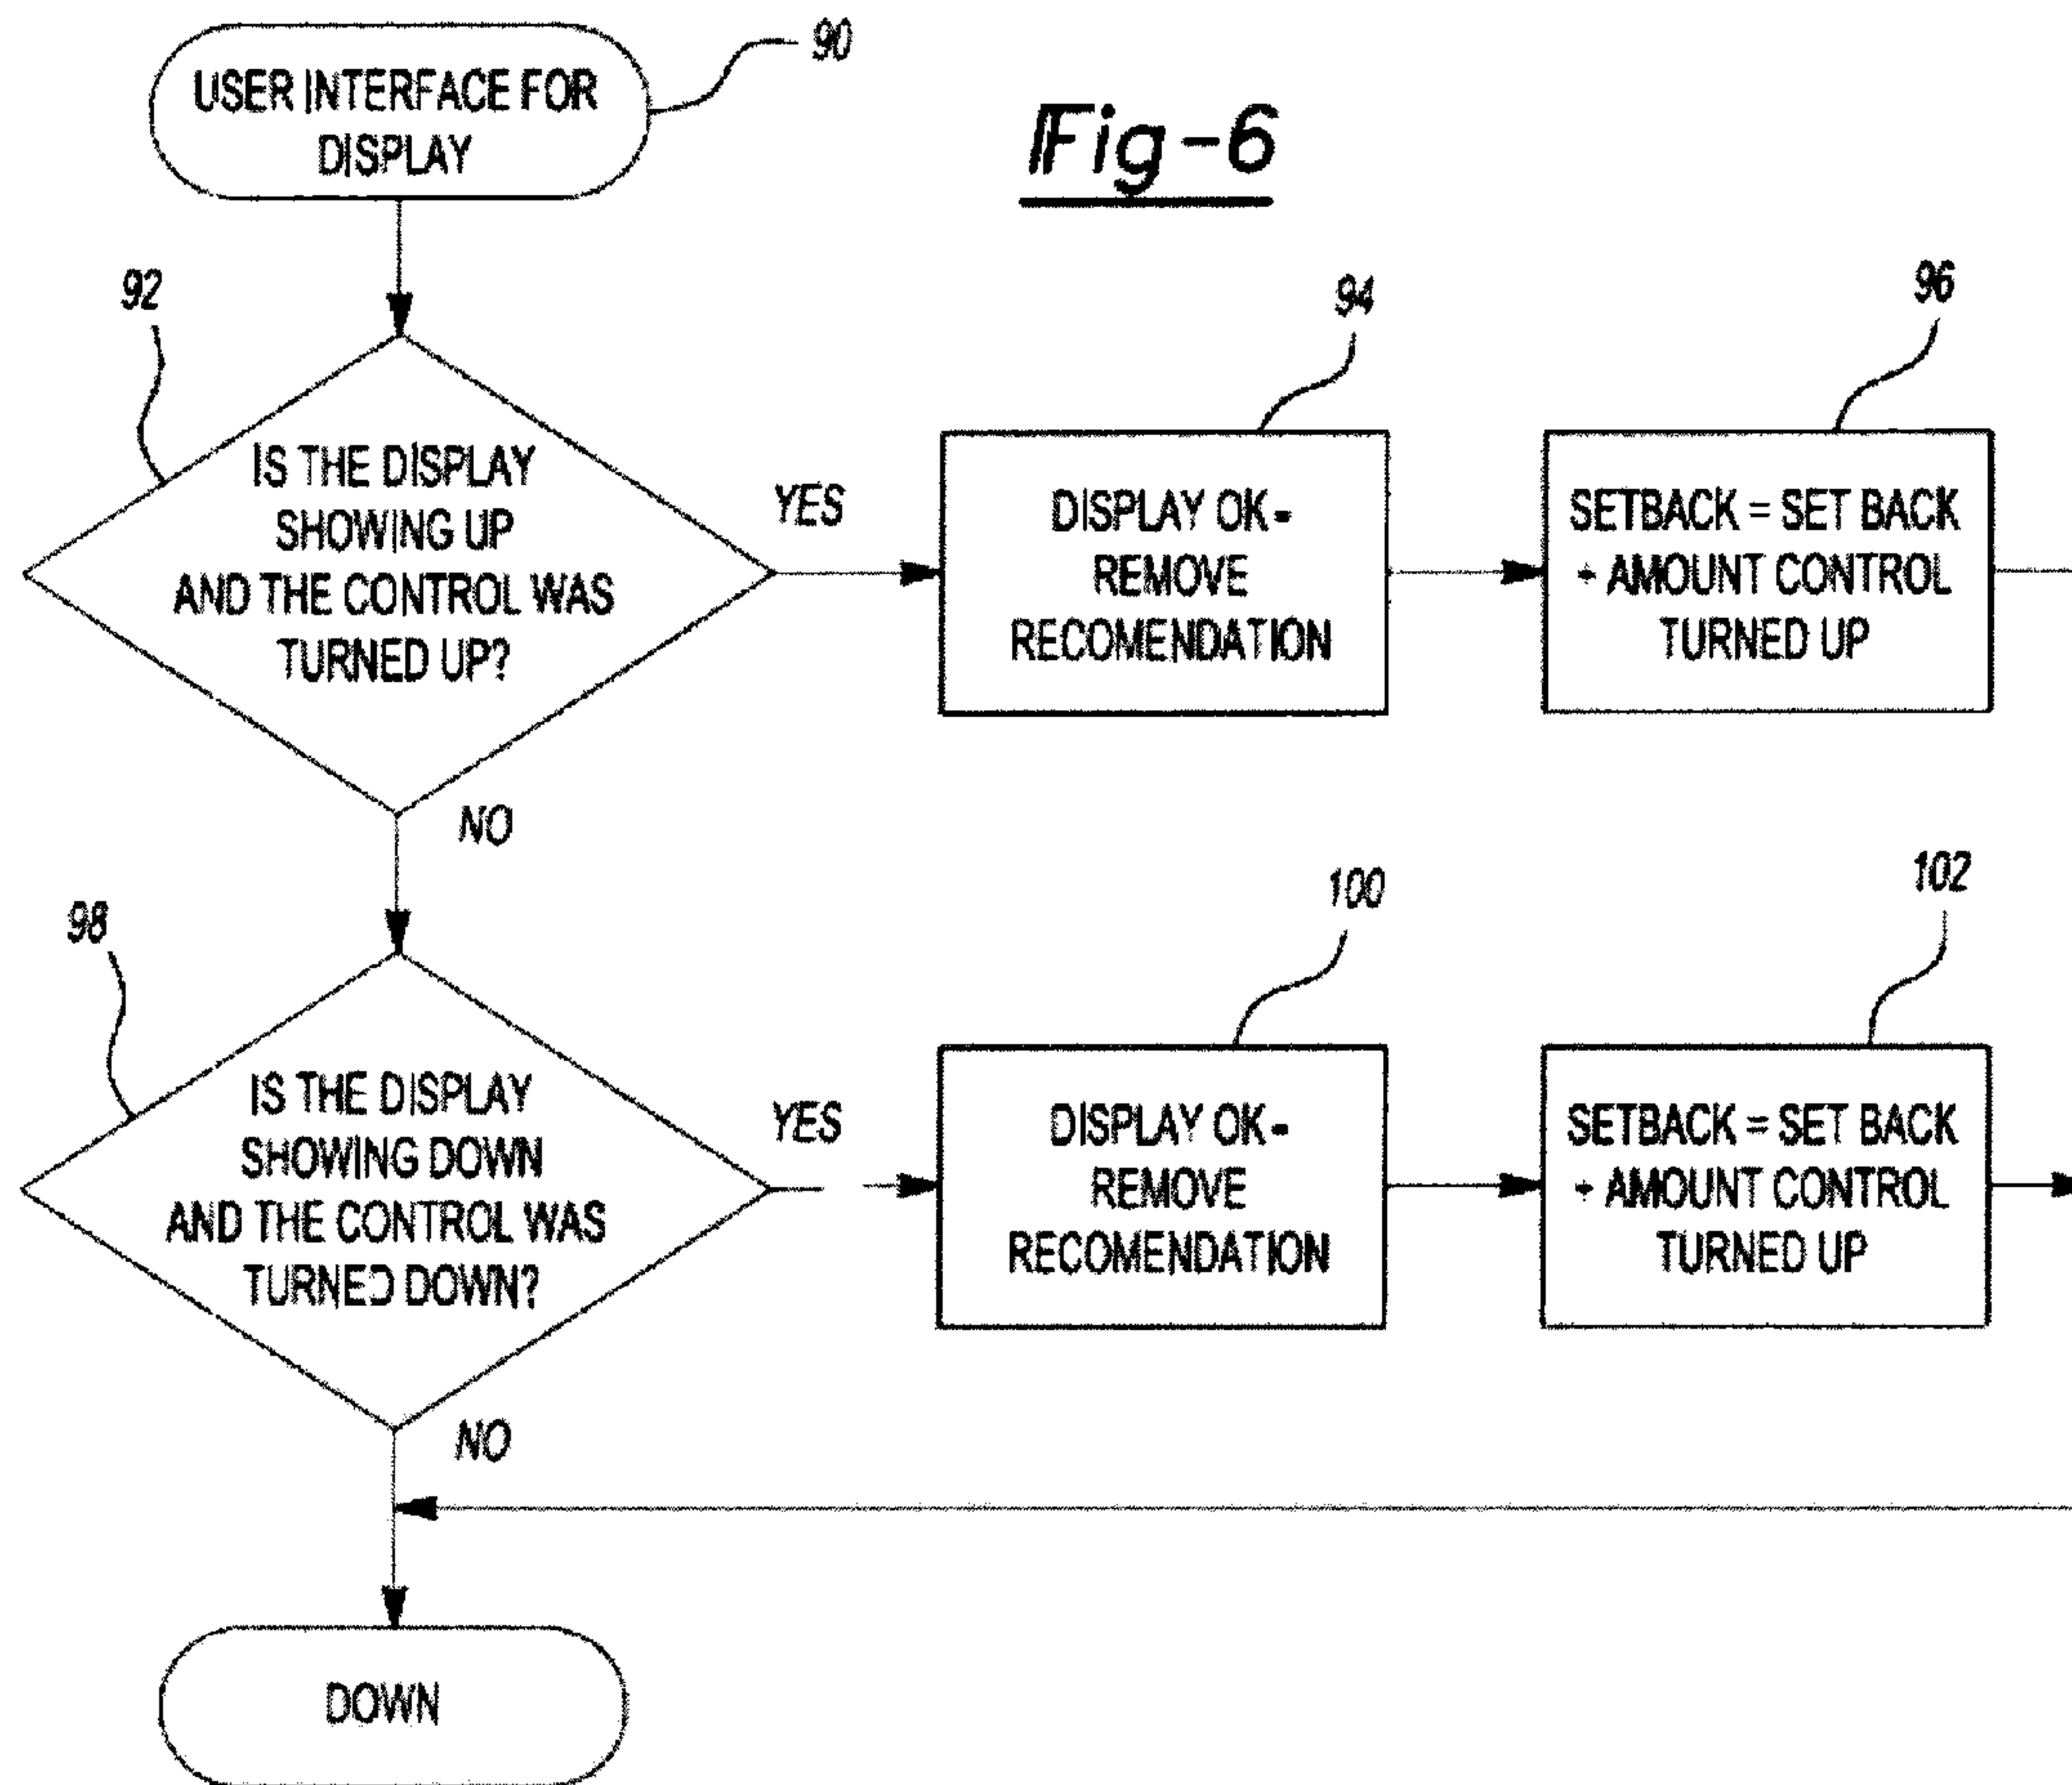 USER INTERFACE FOR
DISPLAY
90
Fig-6
92
IS THE DISPLAY
SHOWING UP
AND THE CONTROL WAS
TURNED UP?
YES
NO
94
DISPLAY OK-
REMOVE
RECOMENDATION
96
SETBACK = SET BACK
+ AMOUNT CONTROL
TURNED UP
98
IS THE DISPLAY
SHOWING DOWN
AND THE CONTROL WAS
TURNED DOWN?
YES
NO
100
DISPLAY OK-
REMOVE
RECOMENDATION
102
SETBACK = SET BACK
+ AMOUNT CONTROL
TURNED UP
DOWN